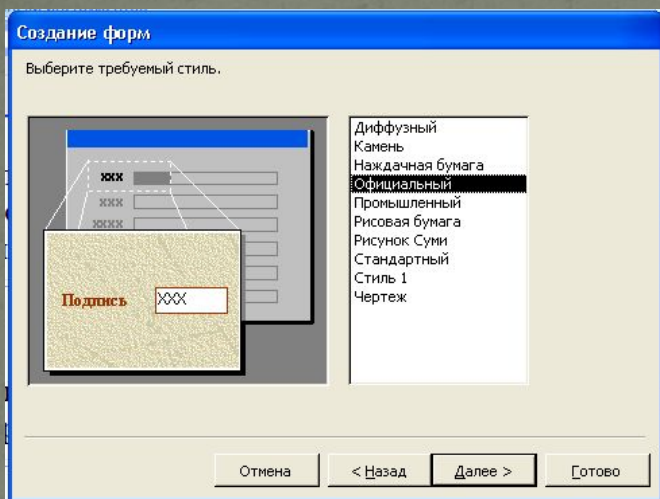 Создание форм
Выберите требуемый стиль.
xxx
xxx
xxxx
Подпись XXX
Диффузный
Камень
Наждачная бумага
Официальный
Промышленный
Рисовая бумага
Рисунок Суми
Стандартный
Стиль 1
Чертеж
Отмена
< Назад
Далее >
Готово